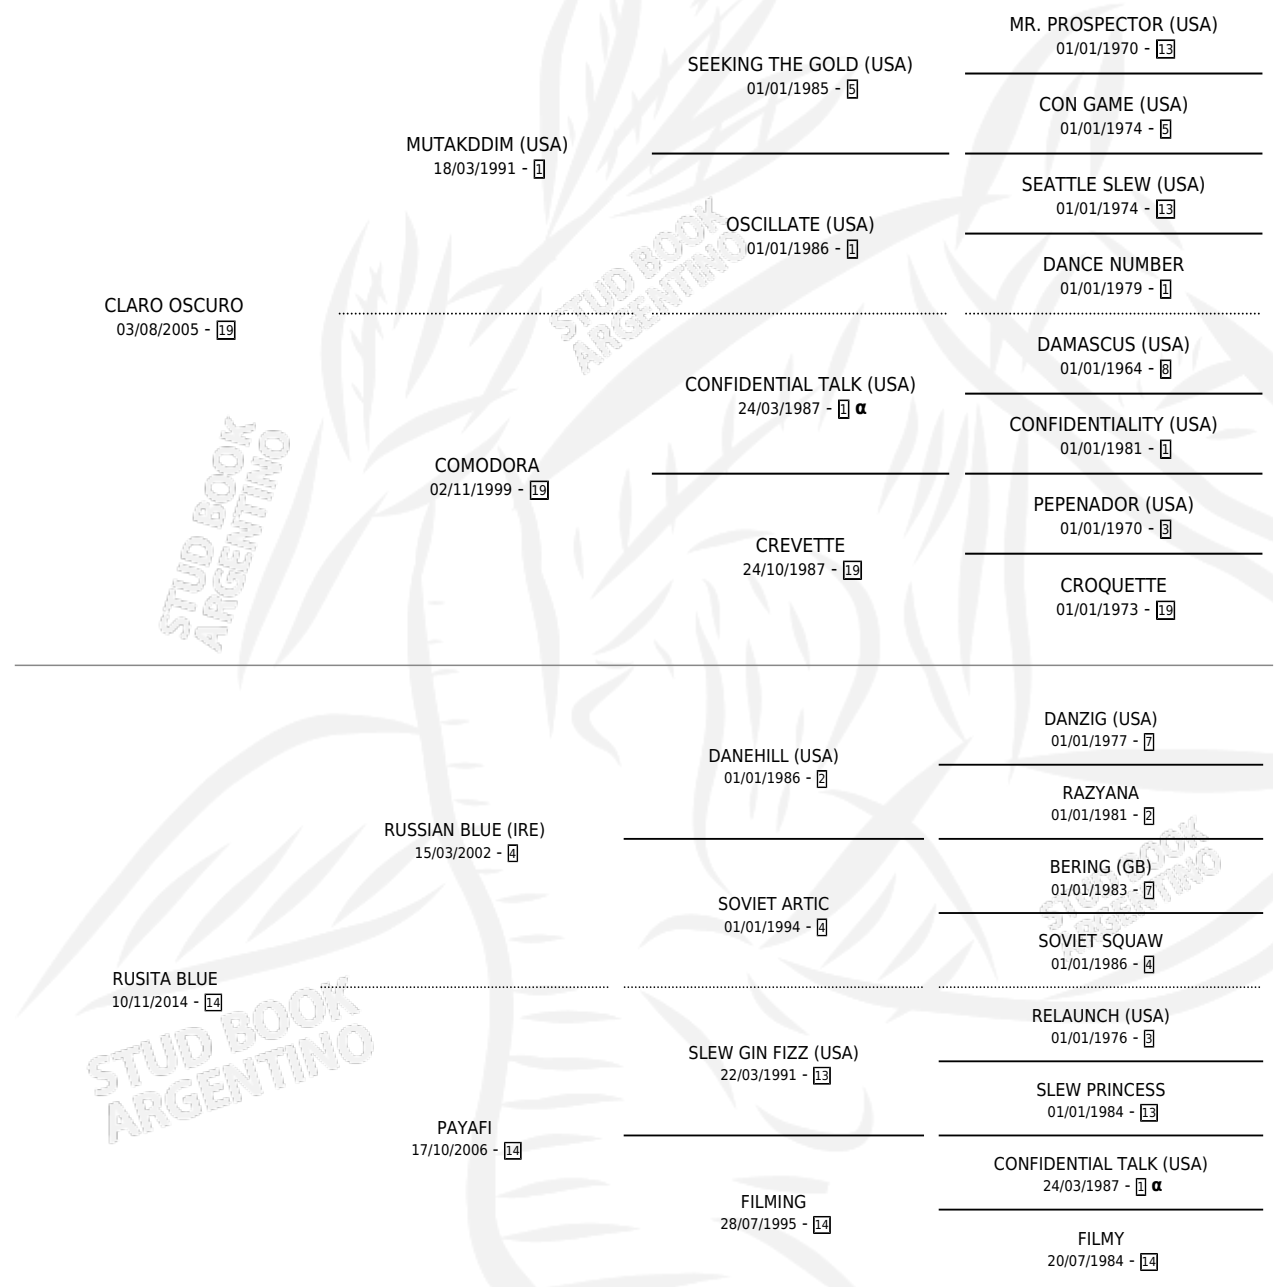 MR. PROSPECTOR (USA)
01/01/1970 - 13
SEEKING THE GOLD (USA)
01/01/1985 - 5
CON GAME (USA)
01/01/1974 - 5
MUTAKDDIM (USA)
18/03/1991 - 1
SEATTLE SLEW (USA)
01/01/1974 - 13
OSCILLATE (USA)
01/01/1986 - 1
DANCE NUMBER
01/01/1979 - 1
CLARO OSCURO
03/08/2005 - 19
DAMASCUS (USA)
01/01/1964 - 8
CONFIDENTIAL TALK (USA)
24/03/1987 - 1 α
CONFIDENTIALITY (USA)
01/01/1981 - 1
COMODORA
02/11/1999 - 19
PEPENADOR (USA)
01/01/1970 - 3
CREVETTE
24/10/1987 - 19
CROQUETTE
01/01/1973 - 19
DANZIG (USA)
01/01/1977 - 7
DANEHILL (USA)
01/01/1986 - 2
RAZYANA
01/01/1981 - 2
RUSSIAN BLUE (IRE)
15/03/2002 - 4
BERING (GB)
01/01/1983 - 7
SOVIET ARTIC
01/01/1994 - 4
SOVIET SQUAW
01/01/1986 - 4
RUSITA BLUE
10/11/2014 - 14
RELAUNCH (USA)
01/01/1976 - 3
SLEW GIN FIZZ (USA)
22/03/1991 - 13
SLEW PRINCESS
01/01/1984 - 13
PAYAFI
17/10/2006 - 14
CONFIDENTIAL TALK (USA)
24/03/1987 - 1 α
FILMING
28/07/1995 - 14
FILMY
20/07/1984 - 14
STUD BOOK
ARGENTINO
STUD BOOK
ARGENTINO
STUD BOOK
ARGENTINO
STUD BOOK
ARGENTINO